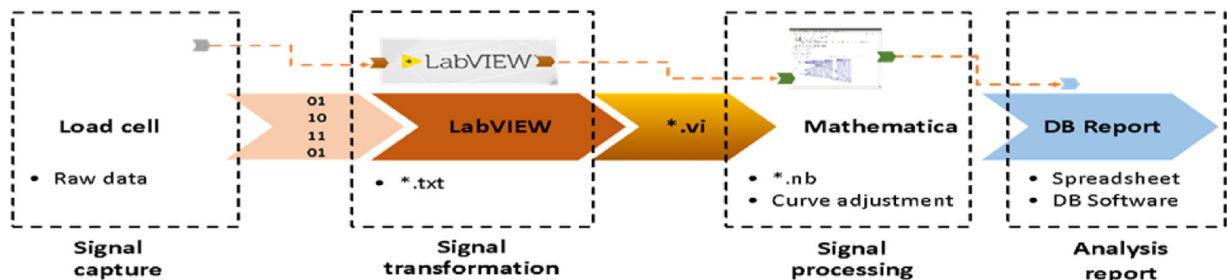 LabVIEW
01
10
11
01
Load cell
LabVIEW
*.vi
Mathematica
DB Report
• Raw data
• *.txt
• *.nb
• Curve adjustment
• Spreadsheet
• DB Software
Signal
capture
Signal
transformation
Signal
processing
Analysis
report